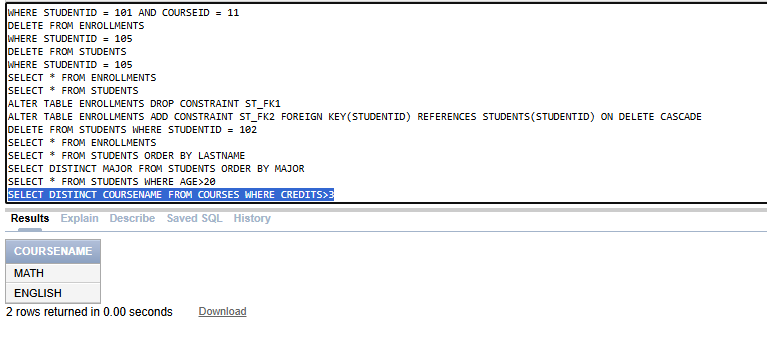 WHERE STUDENTID = 101 AND COURSEID = 11
DELETE FROM ENROLLMENTS
WHERE STUDENTID = 105
DELETE FROM STUDENTS
WHERE STUDENTID = 105
SELECT * FROM ENROLLMENTS
SELECT * FROM STUDENTS
ALTER TABLE ENROLLMENTS DROP CONSTRAINT ST_FK1
ALTER TABLE ENROLLMENTS ADD CONSTRAINT ST_FK2 FOREIGN KEY(STUDENTID) REFERENCES STUDENTS(STUDENTID) ON DELETE CASCADE
DELETE FROM STUDENTS WHERE STUDENTID = 102
SELECT * FROM ENROLLMENTS
SELECT * FROM STUDENTS ORDER BY LASTNAME
SELECT DISTINCT MAJOR FROM STUDENTS ORDER BY MAJOR
SELECT * FROM STUDENTS WHERE AGE>20
SELECT DISTINCT COURSENAME FROM COURSES WHERE CREDITS>3
Results Explain Describe Saved SQL History
COURSENAME
MATH
ENGLISH
2 rows returned in 0.00 seconds Download